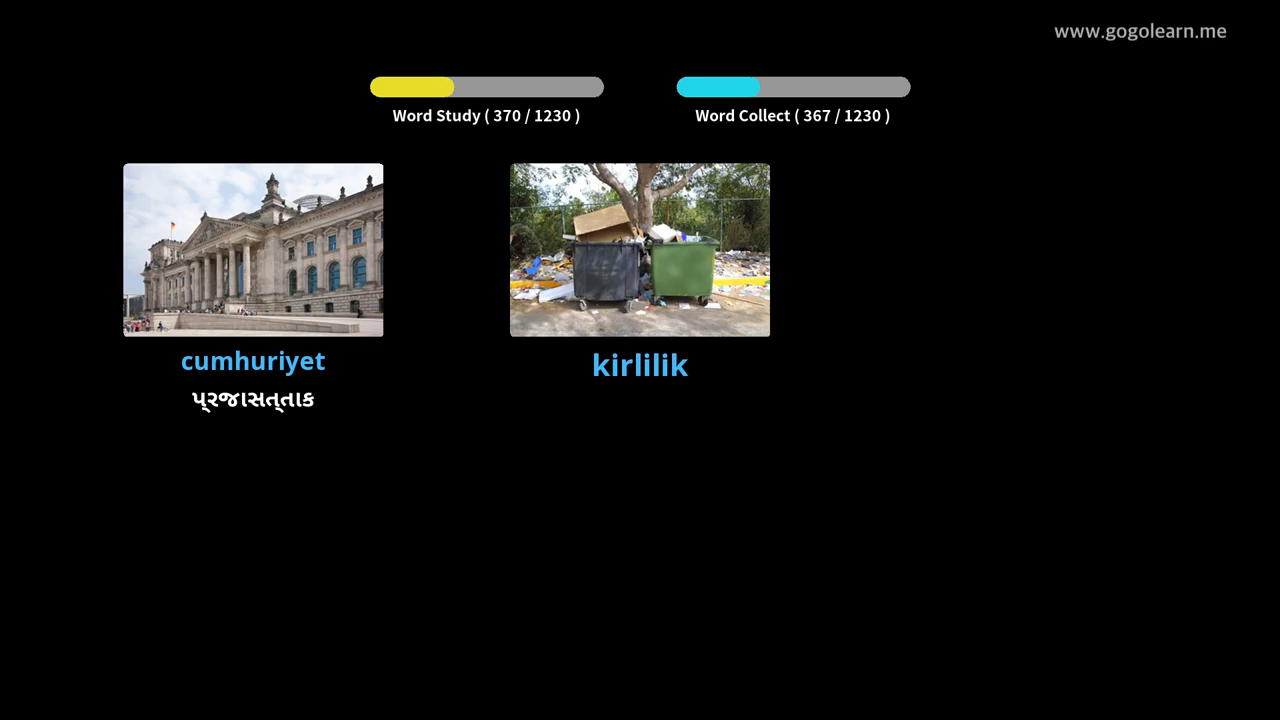 www.gogolearn.me
Word Study ( 370 / 1230 )
Word Collect ( 367 / 1230 )
cumhuriyet
પ્રજાસત્તાક
kirlilik